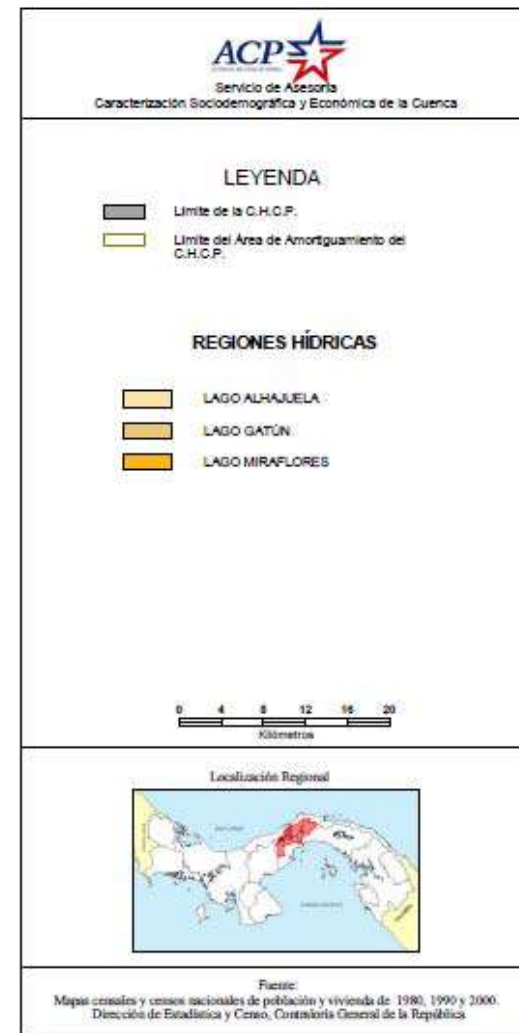 ACP
Servicio de Asesoría
Caracterización Sociodemográfica y Económica de la Cuenca
LEYENDA
Límite de la C.H.C.P.
Límite del Área de Amortiguamiento del
C.H.C.P.
REGIONES HÍDRICAS
LAGO ALHAJUELA
LAGO GATÚN
LAGO MIRAFLORES
0 4 8 12 16 20
Kilómetros
Localización Regional
Fuente:
Mapas censales y censos nacionales de población y vivienda de 1980, 1990 y 2000.
Dirección de Estadística y Censo, Contraloría General de la República